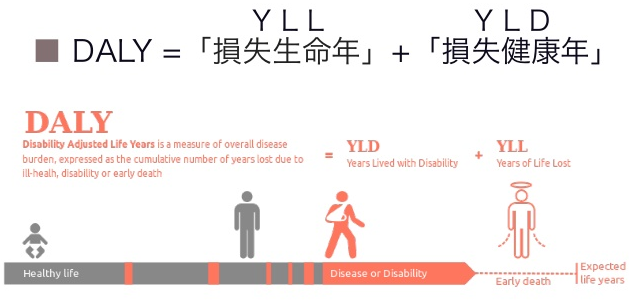 YLL YLD
■ DALY =「損失生命年」+「損失健康年」
DALY
Disability Adjusted Life Years is a measure of overall disease
burden, expressed as the cumulative number of years lost due to
ill-healh, disability or early death
=
YLD
Years Lived with Disability
+
YLL
Years of Life Lost
Healthy life
Disease or Disability
Early death
Expected
life years